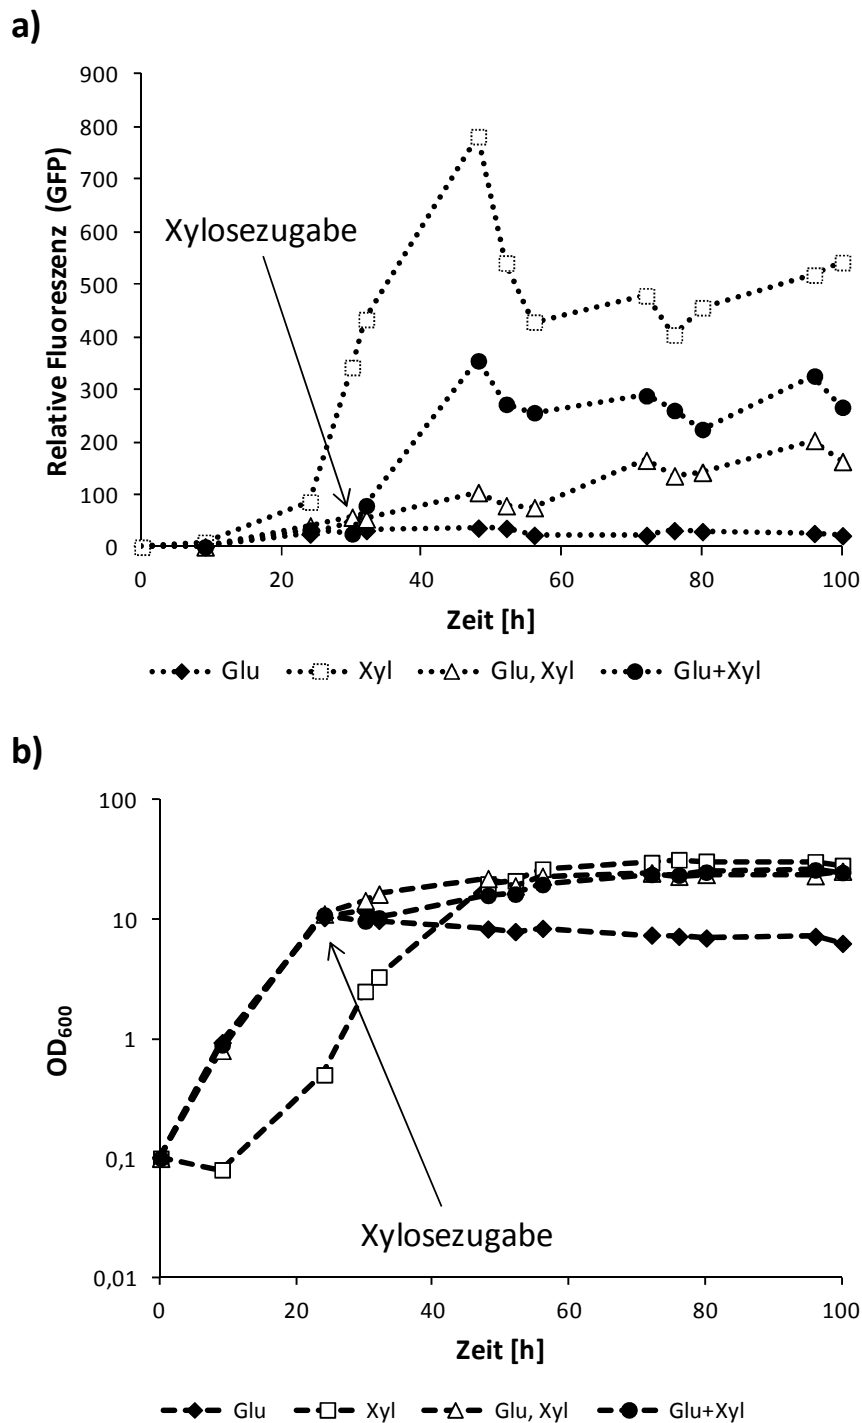 a)
900
800
700
600
500
400
300
200
100
0
Relative Fluoreszenz (GFP)
Xylosezugabe
0 20 40 60 80 100
Zeit [h]
Glu Xyl Glu, Xyl Glu+Xyl
b)
100
10
1
0,1
0,01
OD600
Xylosezugabe
0 20 40 60 80 100
Zeit [h]
Glu Xyl Glu, Xyl Glu+Xyl